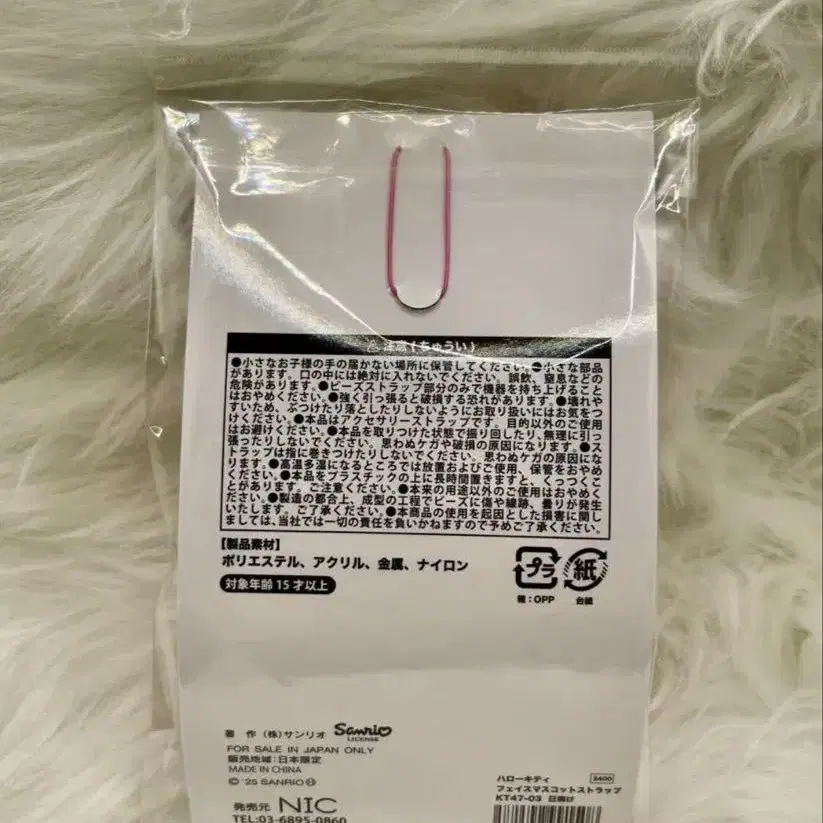 注意(ちゅうい)
●小さなお子様の手の届かない場所に保管してください。●小さな部品
があります。口の中には絶対に入れないでください、誤飲、窒息などの
危険があります。●ビーズストラップ部分のみで機器を持ち上げること
はおやめください。●強く引っ張ると破損する恐れがあります。●壊れや
すいため、ぶつけたり落としたりしないようにお取り扱いにはお気をつ
けください。●本品はアクセサリーストラップです。目的以外のご使用
はお避けください。●本品を取りつけた状態で振り回したり、無理に引っ
張ったりしないでください。思わぬケガや破損の原因になります。●ス
トラップは指に巻きつけたりしないでください。思わぬケガの原因にな
ります。●高温多湿になるところでは放置およびご使用、保管をおやめ
ください。●本品をプラスチックの上に長時間置きますと、くっつくこ
とがあります。ご注意ください。●本来の用途以外のご使用はおやめく
ださい。●製造の都合上、成型の工程でビーズに傷や線跡、曇りが発生
いたします。ご了承ください。●本商品の使用を起因とした損害に関し
ましては、当社では一切の責任を負いかねますので予めご了承ください。
【製品素材】
ポリエステル、アクリル、金属、ナイロン
対象年齢15才以上
プラ 紙
袋:OPP 台紙
著 作 (株)サンリオ Sanrio
LICENSE
FOR SALE IN JAPAN ONLY
販売地域:日本限定
MADE IN CHINA
©'25 SANRIO
発売元 NIC
TEL:03-6895-0860
ハローキティ 2400
フェイスマスコットストラップ
KT47-03 日焼け